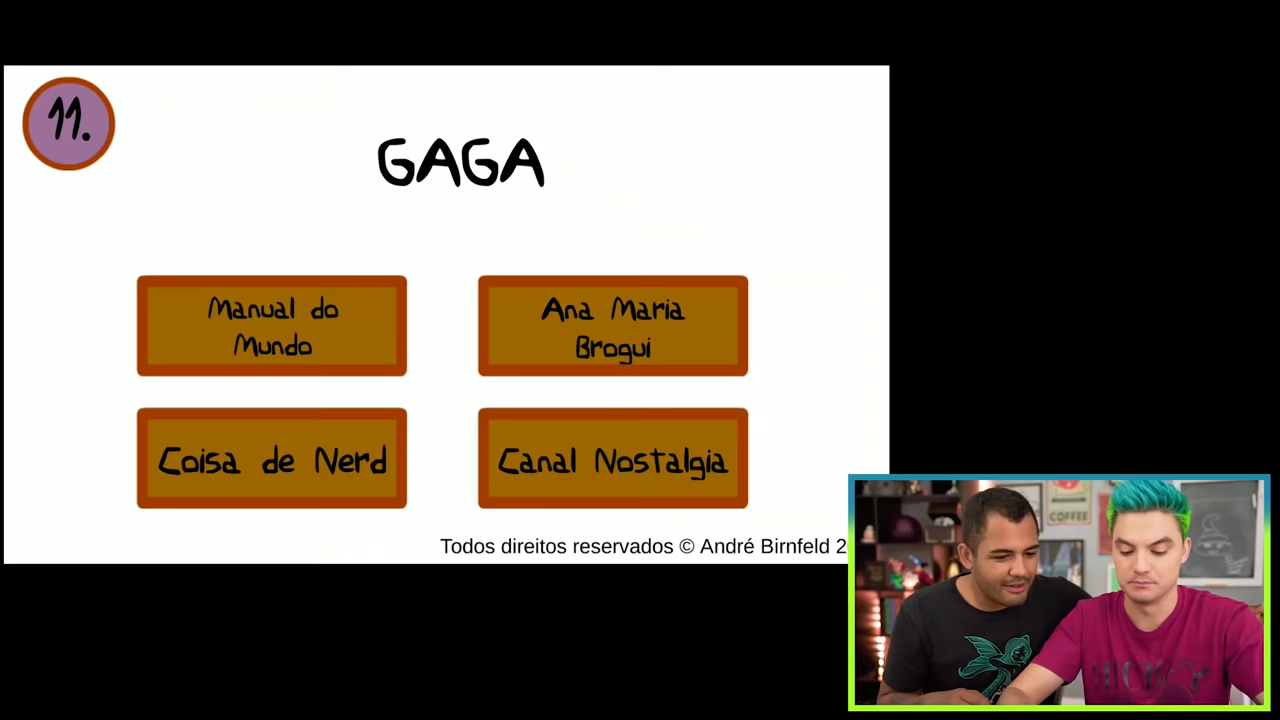 11.
GAGA
Manual do
Mundo
Ana Maria
Brogui
Coisa de Nerd
Canal Nostalgia
Todos direitos reservados © André Birnfeld 2
COFFEE